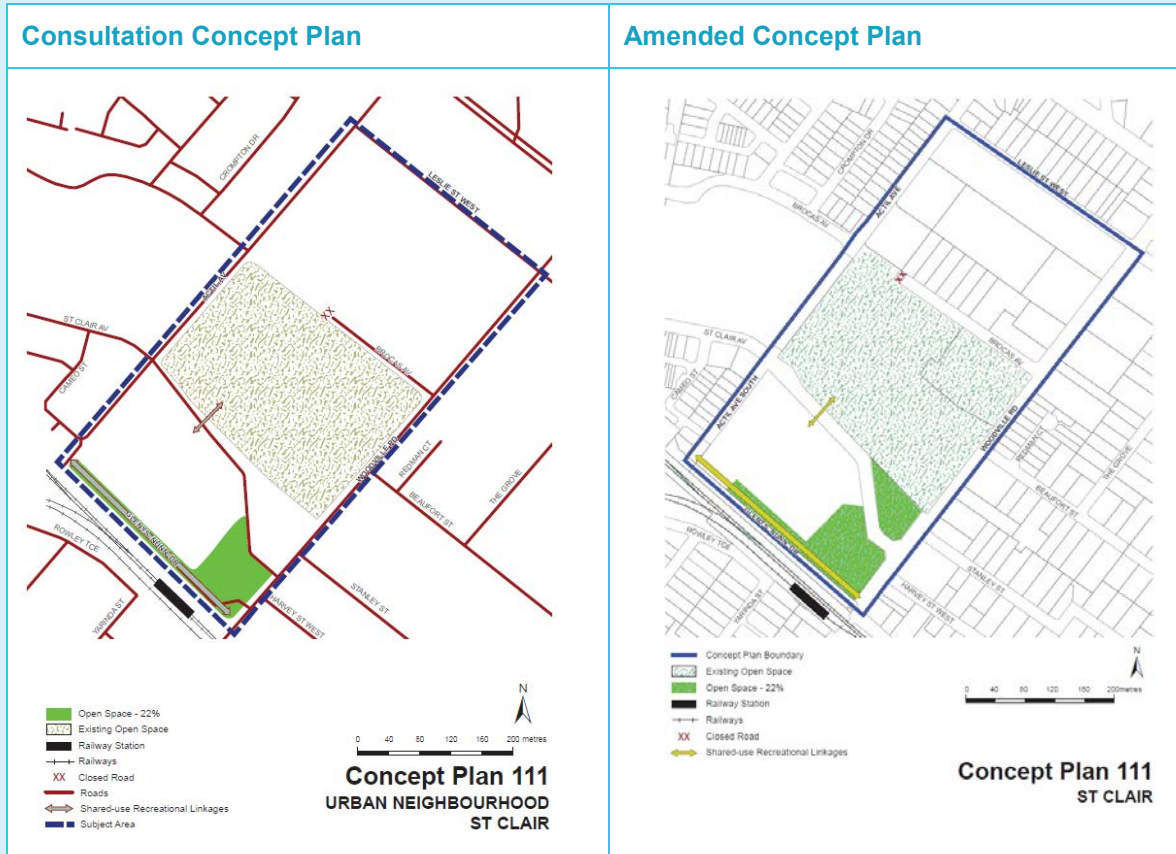 Consultation Concept Plan
CROMPTON DR
LESLIE ST WEST
ACTIL AV
ST CLAIR AV
XX
BROCAS AV
CAMEO ST
WOODVILLE RD
REDMAN CT
THE GROVE
BEAUFORT ST
ROWLEY TCE
STANLEY ST
YARINDA ST
HARVEY ST WEST
N
Open Space - 22%
Existing Open Space
Railway Station
Railways
XX Closed Road
Roads
Shared-use Recreational Linkages
Subject Area
0 40 80 120 160 200 metres
Concept Plan 111
URBAN NEIGHBOURHOOD
ST CLAIR
Amended Concept Plan
CROMPTON DR
LESLIE ST WEST
ACTIL AVE
BROCAS AV
XX
ST CLAIR AV
BROCAS AV
CAMEO ST
ACTIL AVE SOUTH
WOODVILLE RD
REDMAN CT
THE GROVE
BEAUFORT ST
ROWLEY TCE
STANLEY ST
HARVEY ST WEST
YARINDA ST
Concept Plan Boundary
Existing Open Space
Open Space - 22%
Railway Station
Railways
XX Closed Road
Shared-use Recreational Linkages
N
0 40 80 120 160 200metres
Concept Plan 111
ST CLAIR